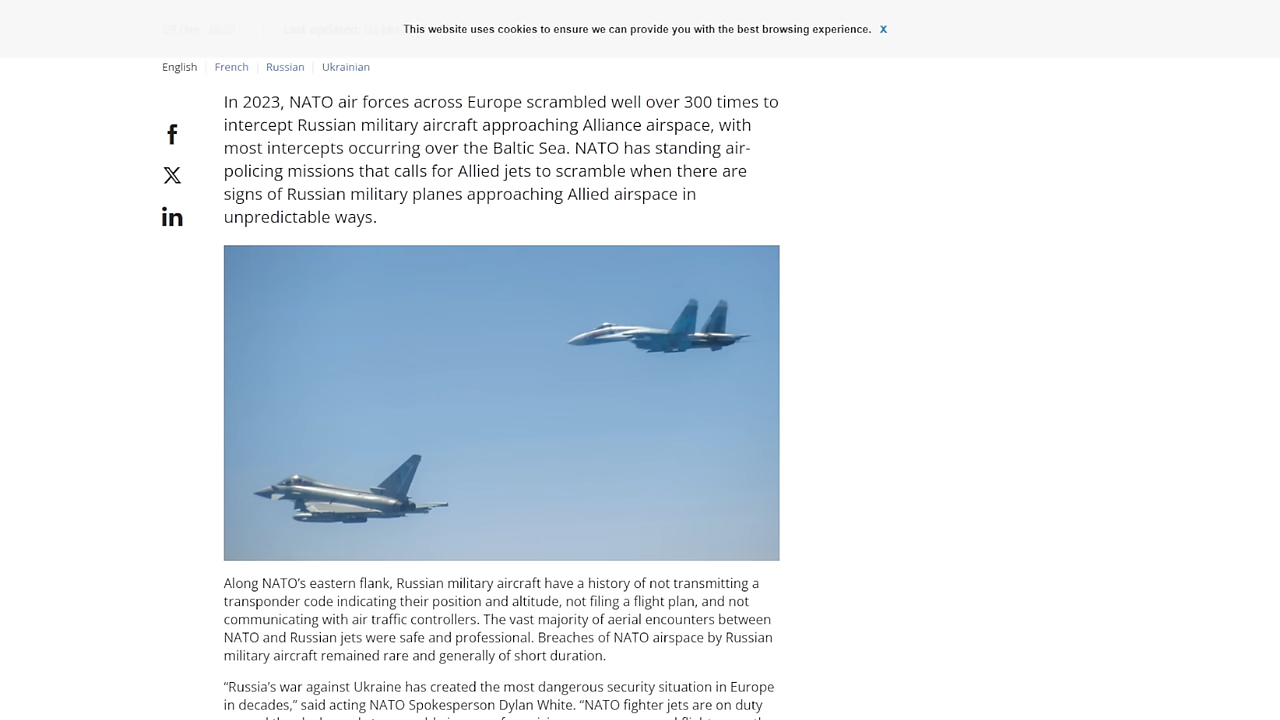 This website uses cookies to ensure we can provide you with the best browsing experience. X
English French Russian Ukrainian
In 2023, NATO air forces across Europe scrambled well over 300 times to
intercept Russian military aircraft approaching Alliance airspace, with
most intercepts occurring over the Baltic Sea. NATO has standing air-
policing missions that calls for Allied jets to scramble when there are
signs of Russian military planes approaching Allied airspace in
unpredictable ways.
Along NATO’s eastern flank, Russian military aircraft have a history of not transmitting a
transponder code indicating their position and altitude, not filing a flight plan, and not
communicating with air traffic controllers. The vast majority of aerial encounters between
NATO and Russian jets were safe and professional. Breaches of NATO airspace by Russian
military aircraft remained rare and generally of short duration.
“Russia’s war against Ukraine has created the most dangerous security situation in Europe
in decades,” said acting NATO Spokesperson Dylan White. “NATO fighter jets are on duty